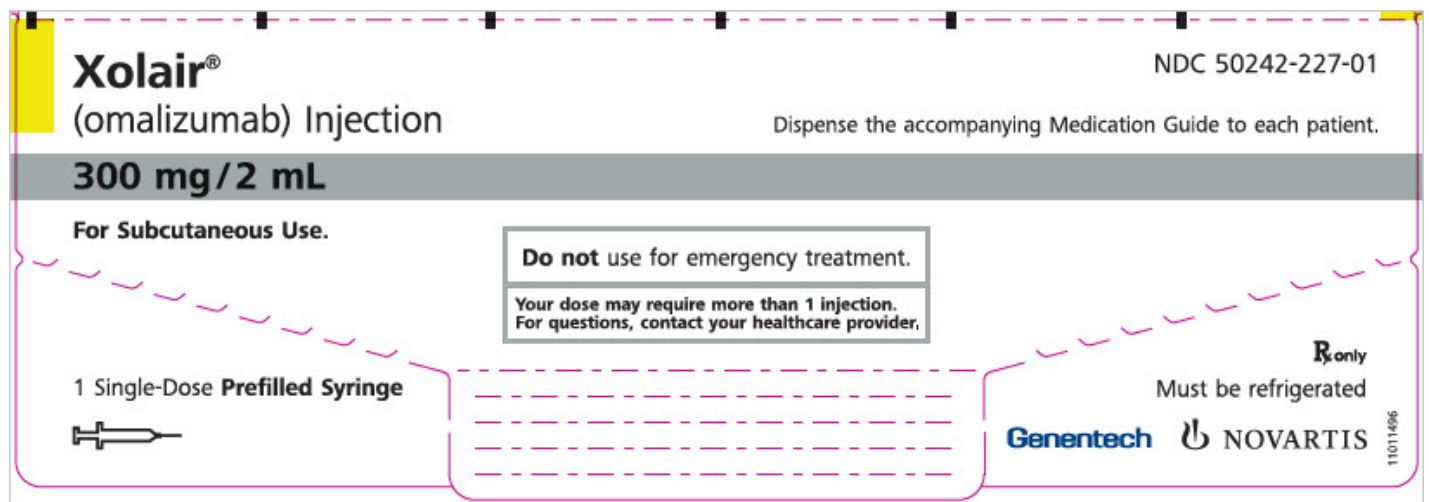 Xolair®
(omalizumab) Injection
NDC 50242-227-01
Dispense the accompanying Medication Guide to each patient.
300 mg/2 mL
For Subcutaneous Use.
Do not use for emergency treatment.
Your dose may require more than 1 injection.
For questions, contact your healthcare provider.
1 Single-Dose Prefilled Syringe
Rx only
Must be refrigerated
Genentech
NOVARTIS
11011496